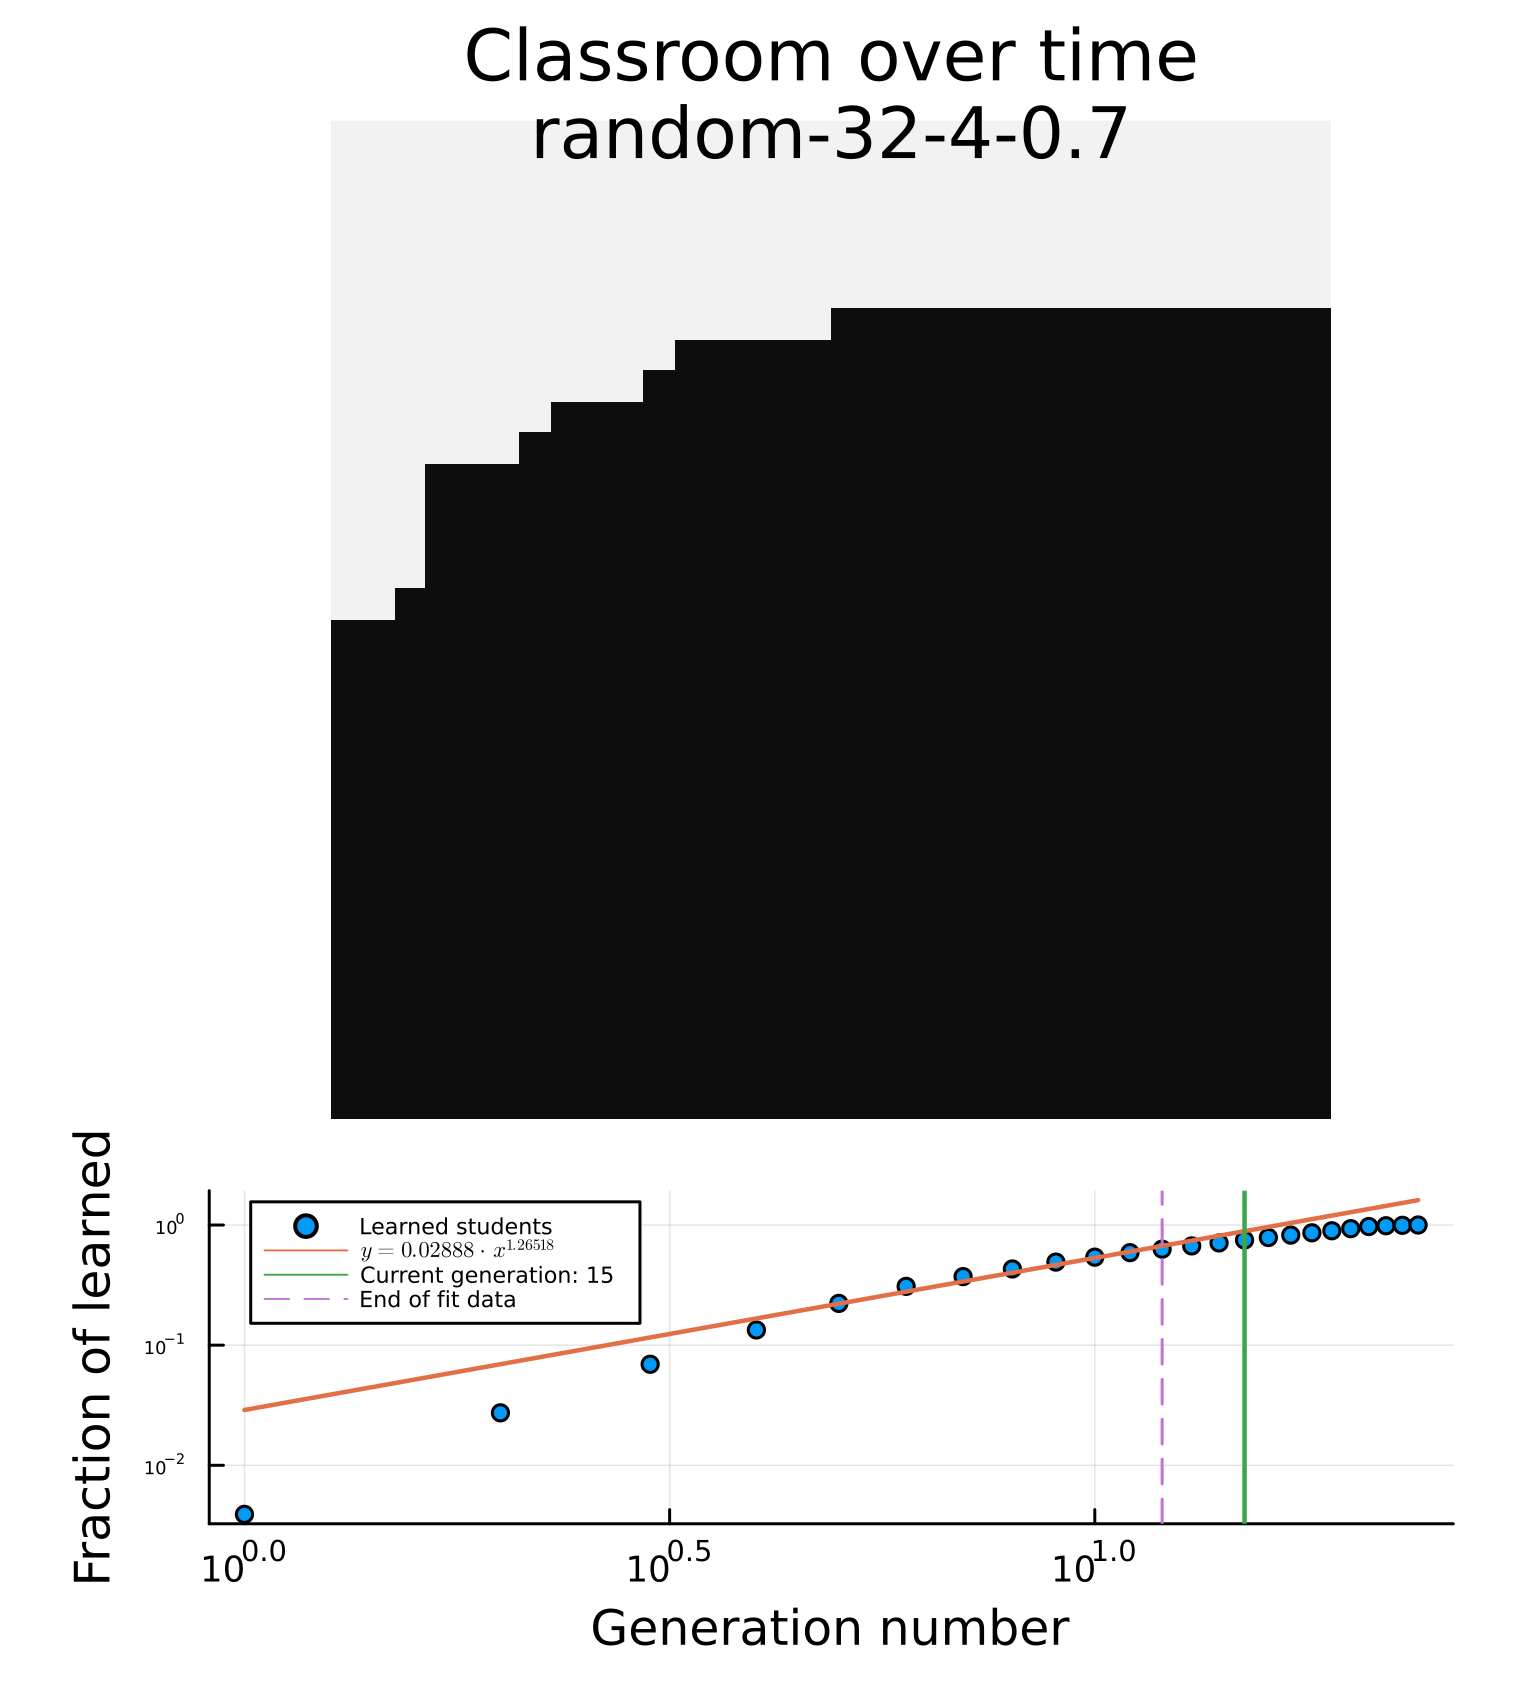 Classroom over time
random-32-4-0.7
Fraction of learned
10^0
10^−1
10^−2
Learned students
y = 0.02888 · x^1.26518
Current generation: 15
End of fit data
10^0.0
10^0.5
10^1.0
Generation number